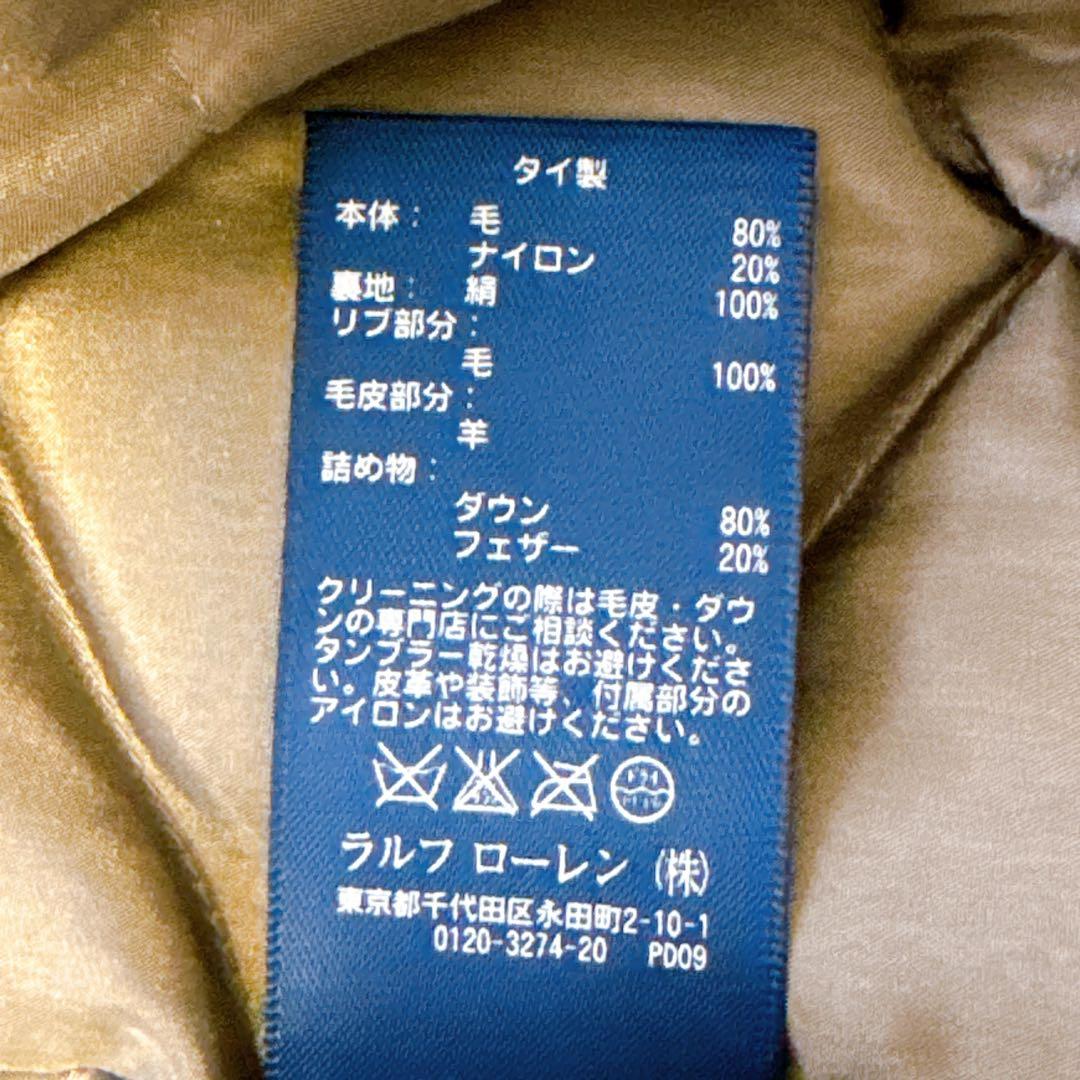 タイ製
本体： 毛 80%
ナイロン 20%
裏地： 絹 100%
リブ部分：
毛 100%
毛皮部分：
羊
詰め物：
ダウン 80%
フェザー 20%
クリーニングの際は毛皮・ダウ
ンの専門店にご相談ください。
タンブラー乾燥はお避けくださ
い。皮革や装飾等、付属部分の
アイロンはお避けください。
ドライ
ラルフ ローレン (株)
東京都千代田区永田町2-10-1
0120-3274-20 PD09